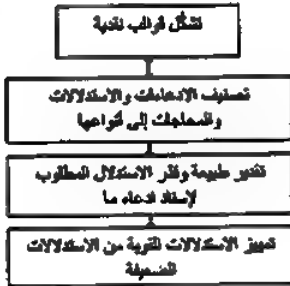 تشكل قوالب نقدية
تصنيف الادعاءات والاستدلالات
والمحاجات إلى أنواعها
تقدير طبيعة وقدر الاستدلال المطلوب
لإسناد ادعاء ما
تمييز الاستدلالات القوية من الاستدلالات
الضعيفة